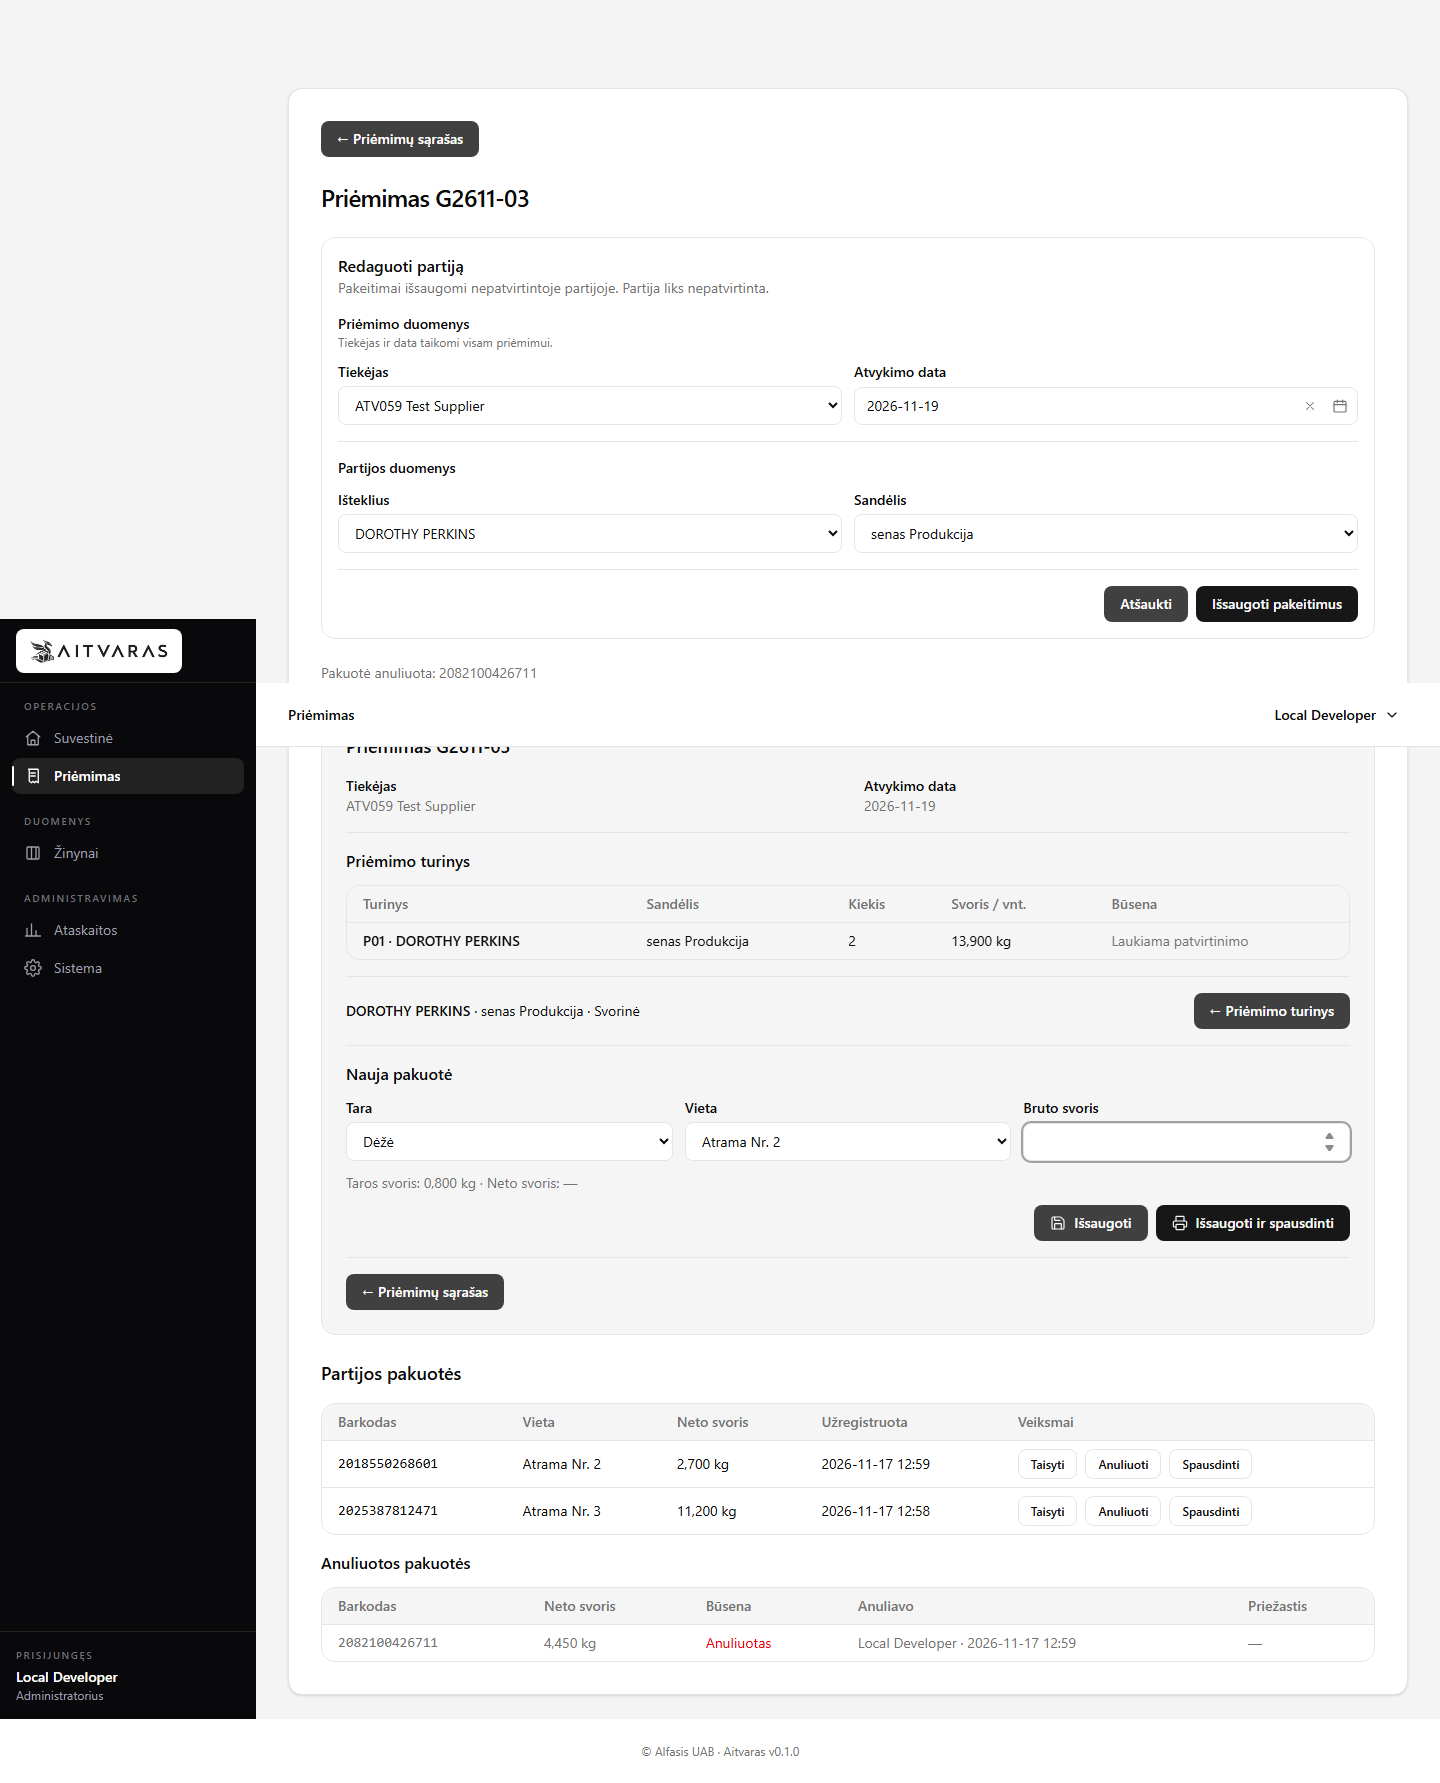 ← Priėmimų sąrašas
Priėmimas G2611-03
Redaguoti partiją
Pakeitimai išsaugomi nepatvirtintoje partijoje. Partija liks nepatvirtinta.
Priėmimo duomenys
Tiekėjas ir data taikomi visam priėmimui.
Tiekėjas
Atvykimo data
ATV059 Test Supplier
2026-11-19
Partijos duomenys
Išteklius
Sandėlis
DOROTHY PERKINS
senas Produkcija
Atšaukti
Išsaugoti pakeitimus
Pakuotė anuliuota: 2082100426711
AITVARAS
OPERACIJOS
Suvestinė
Priėmimas
DUOMENYS
Žinynai
ADMINISTRAVIMAS
Ataskaitos
Sistema
PRISIJUNGĘS
Local Developer
Administratorius
Priėmimas
Local Developer
Priėmimas G2611-03
Tiekėjas
Atvykimo data
ATV059 Test Supplier
2026-11-19
Priėmimo turinys
Turinys Sandėlis Kiekis Svoris / vnt. Būsena
P01 · DOROTHY PERKINS senas Produkcija 2 13,900 kg Laukiama patvirtinimo
DOROTHY PERKINS · senas Produkcija · Svorinė
← Priėmimo turinys
Nauja pakuotė
Tara Vieta Bruto svoris
Dėžė Atrama Nr. 2
Taros svoris: 0,800 kg · Neto svoris: —
Išsaugoti
Išsaugoti ir spausdinti
← Priėmimų sąrašas
Partijos pakuotės
Barkodas Vieta Neto svoris Užregistruota Veiksmai
2018550268601 Atrama Nr. 2 2,700 kg 2026-11-17 12:59 Taisyti Anuliuoti Spausdinti
2025387812471 Atrama Nr. 3 11,200 kg 2026-11-17 12:58 Taisyti Anuliuoti Spausdinti
Anuliuotos pakuotės
Barkodas Neto svoris Būsena Anuliavo Priežastis
2082100426711 4,450 kg Anuliuotas Local Developer · 2026-11-17 12:59 —
© Alfasis UAB · Aitvaras v0.1.0